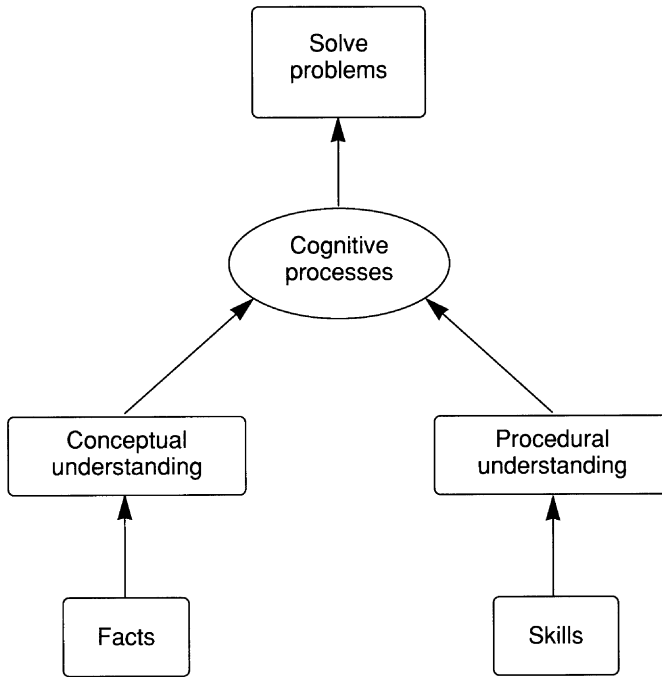 Solve
problems
Cognitive
processes
Conceptual
understanding
Procedural
understanding
Facts
Skills